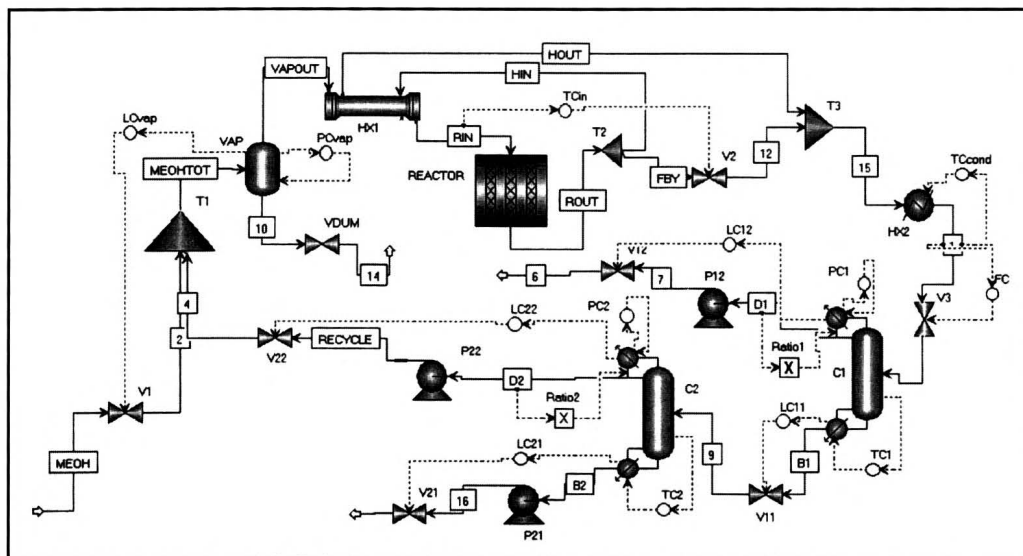 HOUT
VAPOUT
HIN
LCvap
TCin
T3
VAP
PCvap
HX1
RIN
T2
V2
12
MEOHTOT
REACTOR
FBY
15
TCcond
T1
ROUT
10
VDUM
LC12
HX2
14
V12
1
6
7
P12
PC1
FC
4
LC22
PC2
D1
V3
2
RECYCLE
P22
Ratio1
X
C1
V22
D2
C2
V1
Ratio2
X
LC11
LC21
9
B1
TC1
MEOH
16
B2
TC2
V21
V11
P21